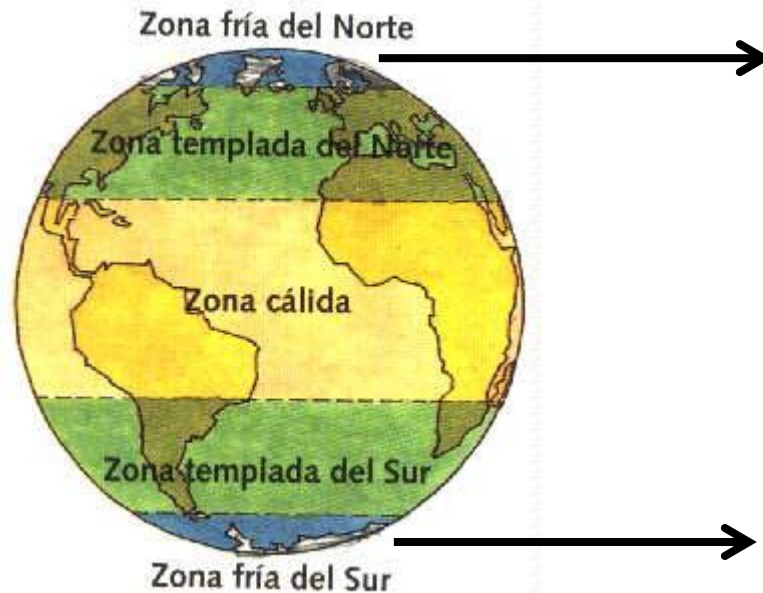 Zona fría del Norte
Zona templada del Norte
Zona cálida
Zona templada del Sur
Zona fría del Sur